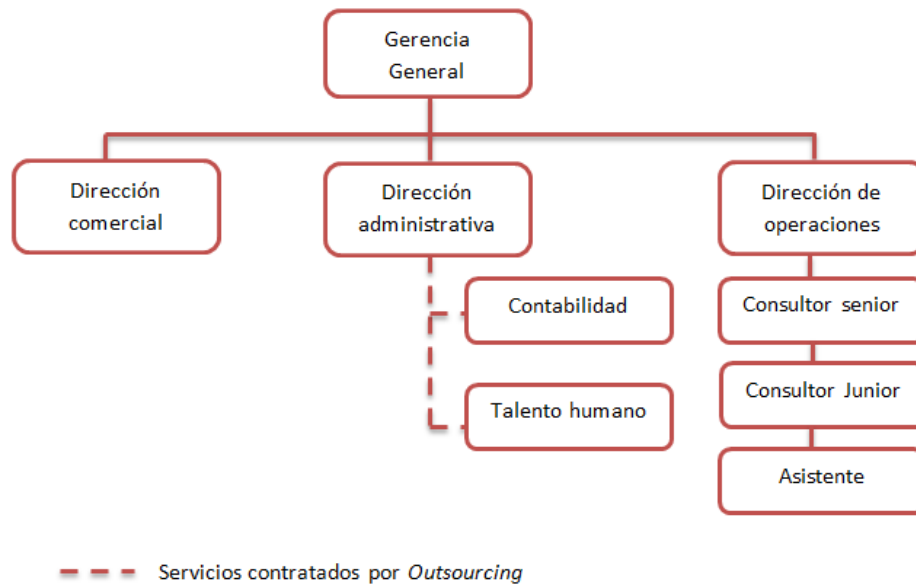 Gerencia
General
Dirección
comercial
Dirección
administrativa
Dirección de
operaciones
Contabilidad
Talento humano
Consultor senior
Consultor Junior
Asistente
Servicios contratados por Outsourcing